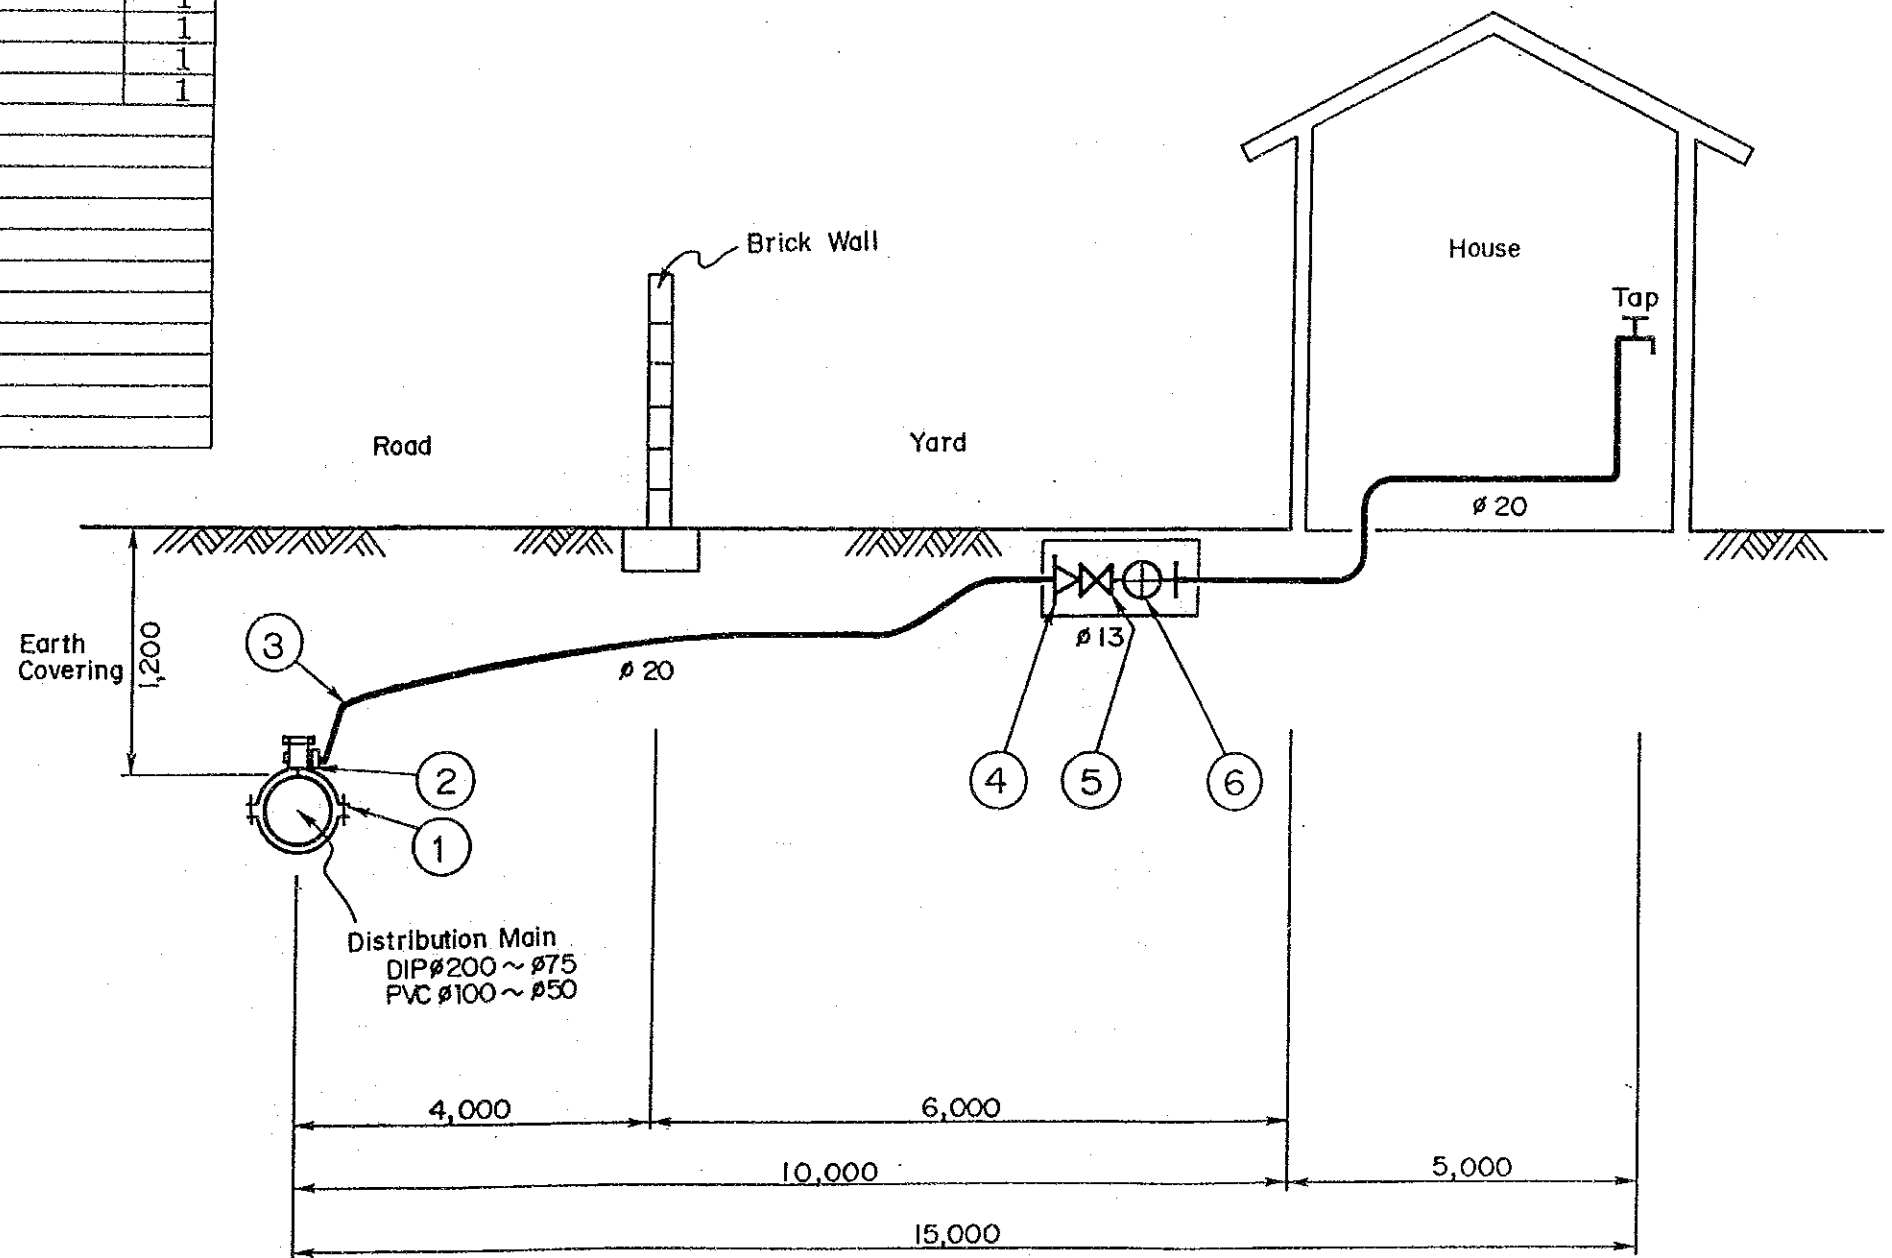 1
1
1
1
Brick Wall
House
Tap
Road
Yard
ø 20
Earth
Covering
1,200
3
ø 20
ø 13
2
1
4
5
6
Distribution Main
DIPø200 ~ ø75
PVC ø100 ~ ø50
4,000
6,000
10,000
5,000
15,000